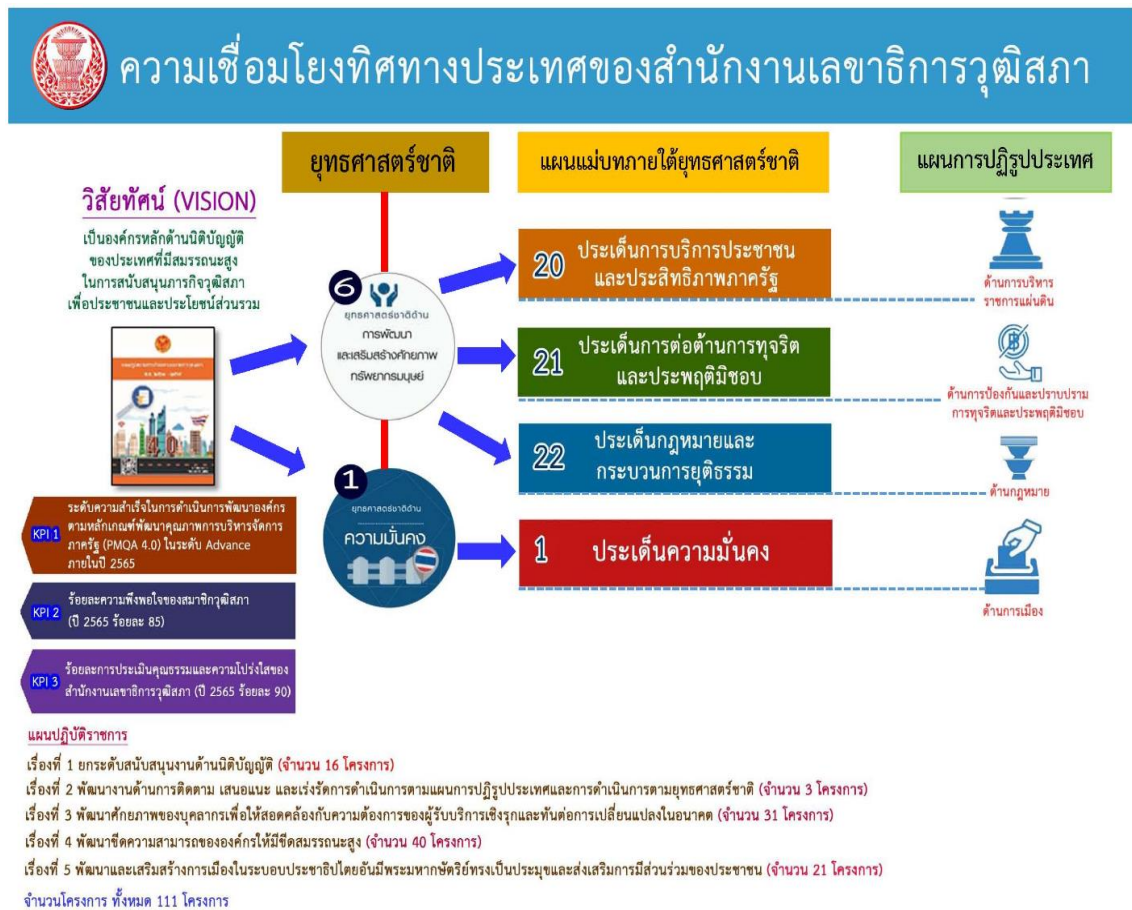 ความเชื่อมโยงทิศทางประเทศของสำนักงานเลขาธิการวุฒิสภา
ยุทธศาสตร์ชาติ
แผนแม่บทภายใต้ยุทธศาสตร์ชาติ
แผนการปฏิรูปประเทศ
วิสัยทัศน์ (VISION)
เป็นองค์กรหลักด้านนิติบัญญัติ
ของประเทศที่มีสมรรถนะสูง
ในการสนับสนุนภารกิจวุฒิสภา
เพื่อประชาชนและประโยชน์ส่วนรวม
4.0
6
ยุทธศาสตร์ชาติด้าน
การพัฒนา
และเสริมสร้างศักยภาพ
ทรัพยากรมนุษย์
1
ยุทธศาสตร์ชาติด้าน
ความมั่นคง
20
ประเด็นการบริการประชาชน
และประสิทธิภาพภาครัฐ
21
ประเด็นการต่อต้านการทุจริต
และประพฤติมิชอบ
22
ประเด็นกฎหมายและ
กระบวนการยุติธรรม
1
ประเด็นความมั่นคง
ด้านการบริหาร
ราชการแผ่นดิน
ด้านการป้องกันและปราบปราม
การทุจริตและประพฤติมิชอบ
ด้านกฎหมาย
ด้านการเมือง
KPI 1
ระดับความสำเร็จในการดำเนินการพัฒนาองค์กร
ตามหลักเกณฑ์พัฒนาคุณภาพการบริหารจัดการ
ภาครัฐ (PMQA 4.0) ในระดับ Advance
ภายในปี 2565
KPI 2
ร้อยละความพึงพอใจของสมาชิกวุฒิสภา
(ปี 2565 ร้อยละ 85)
KPI 3
ร้อยละการประเมินคุณธรรมและความโปร่งใสของ
สำนักงานเลขาธิการวุฒิสภา (ปี 2565 ร้อยละ 90)
แผนปฏิบัติราชการ
เรื่องที่ 1 ยกระดับสนับสนุนงานด้านนิติบัญญัติ (จำนวน 16 โครงการ)
เรื่องที่ 2 พัฒนางานด้านการติดตาม เสนอแนะ และเร่งรัดการดำเนินการตามแผนการปฏิรูปประเทศและการดำเนินการตามยุทธศาสตร์ชาติ (จำนวน 3 โครงการ)
เรื่องที่ 3 พัฒนาศักยภาพของบุคลากรเพื่อให้สอดคล้องกับความต้องการของผู้รับบริการเชิงรุกและทันต่อการเปลี่ยนแปลงในอนาคต (จำนวน 31 โครงการ)
เรื่องที่ 4 พัฒนาขีดความสามารถขององค์กรให้มีขีดสมรรถนะสูง (จำนวน 40 โครงการ)
เรื่องที่ 5 พัฒนาและเสริมสร้างการเมืองในระบอบประชาธิปไตยอันมีพระมหากษัตริย์ทรงเป็นประมุขและส่งเสริมการมีส่วนร่วมของประชาชน (จำนวน 21 โครงการ)
จำนวนโครงการ ทั้งหมด 111 โครงการ